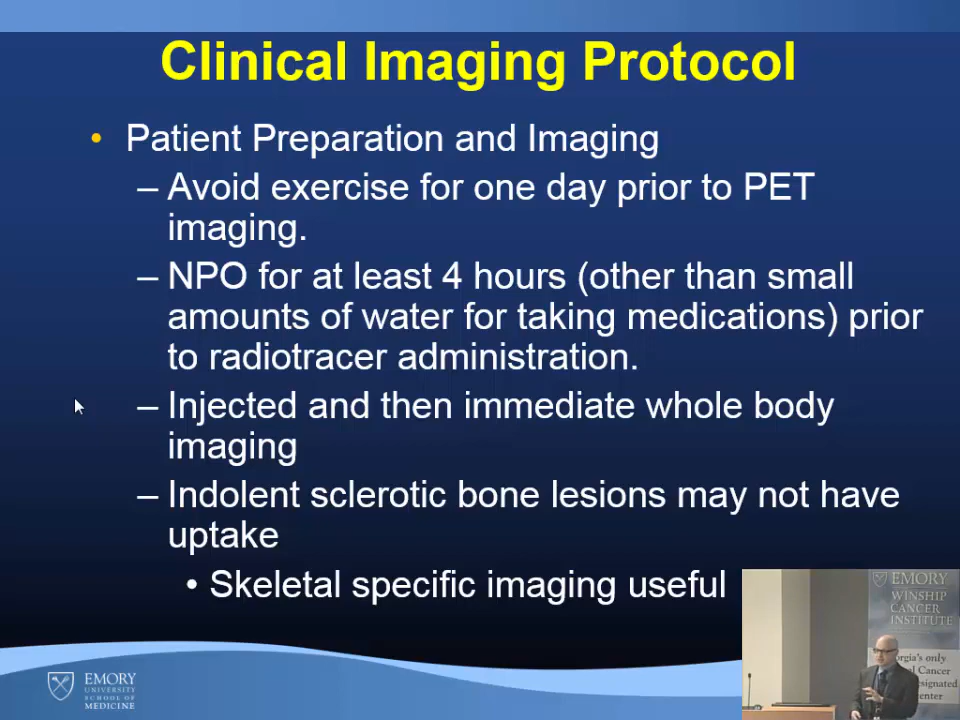 Clinical Imaging Protocol
• Patient Preparation and Imaging
– Avoid exercise for one day prior to PET
imaging.
– NPO for at least 4 hours (other than small
amounts of water for taking medications) prior
to radiotracer administration.
– Injected and then immediate whole body
imaging
– Indolent sclerotic bone lesions may not have
uptake
• Skeletal specific imaging useful
EMORY
UNIVERSITY
SCHOOL OF
MEDICINE
EMORY
WINSHIP
CANCER
INSTITUTE
only
Cancer